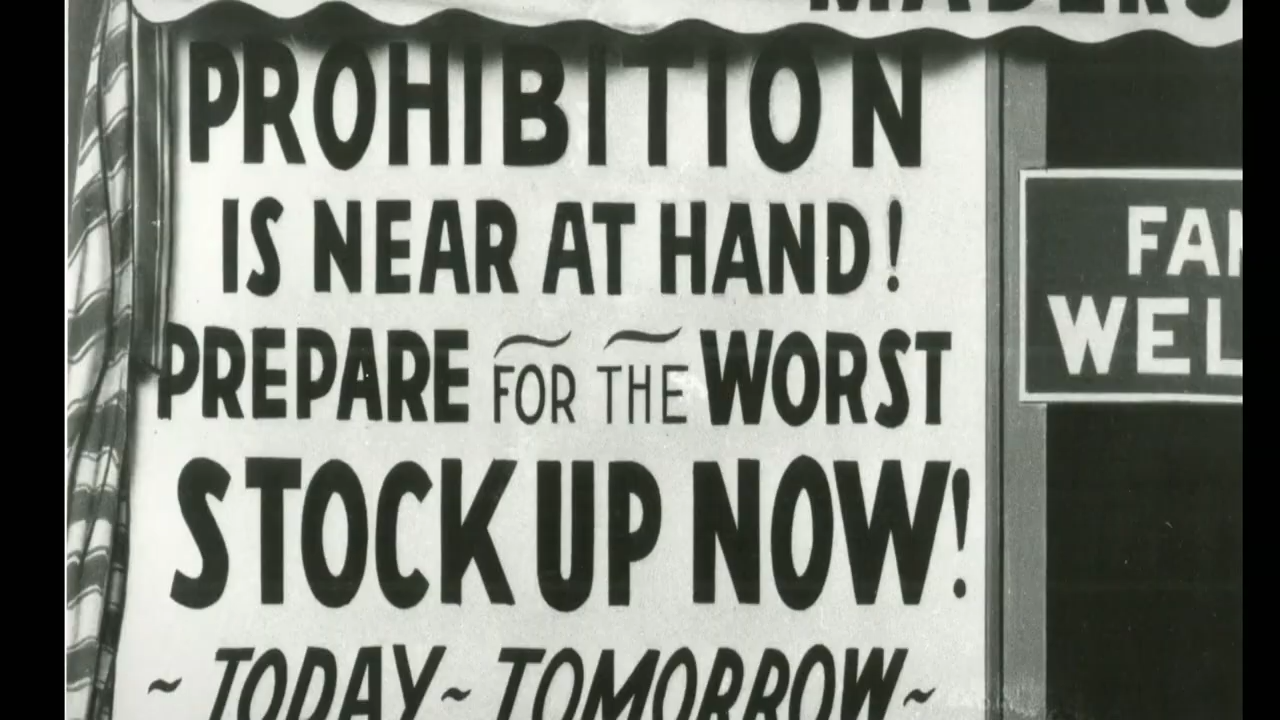 PROHIBITION
IS NEAR AT HAND!
PREPARE FOR THE WORST
STOCK UP NOW!
~ TODAY ~ TOMORROW ~